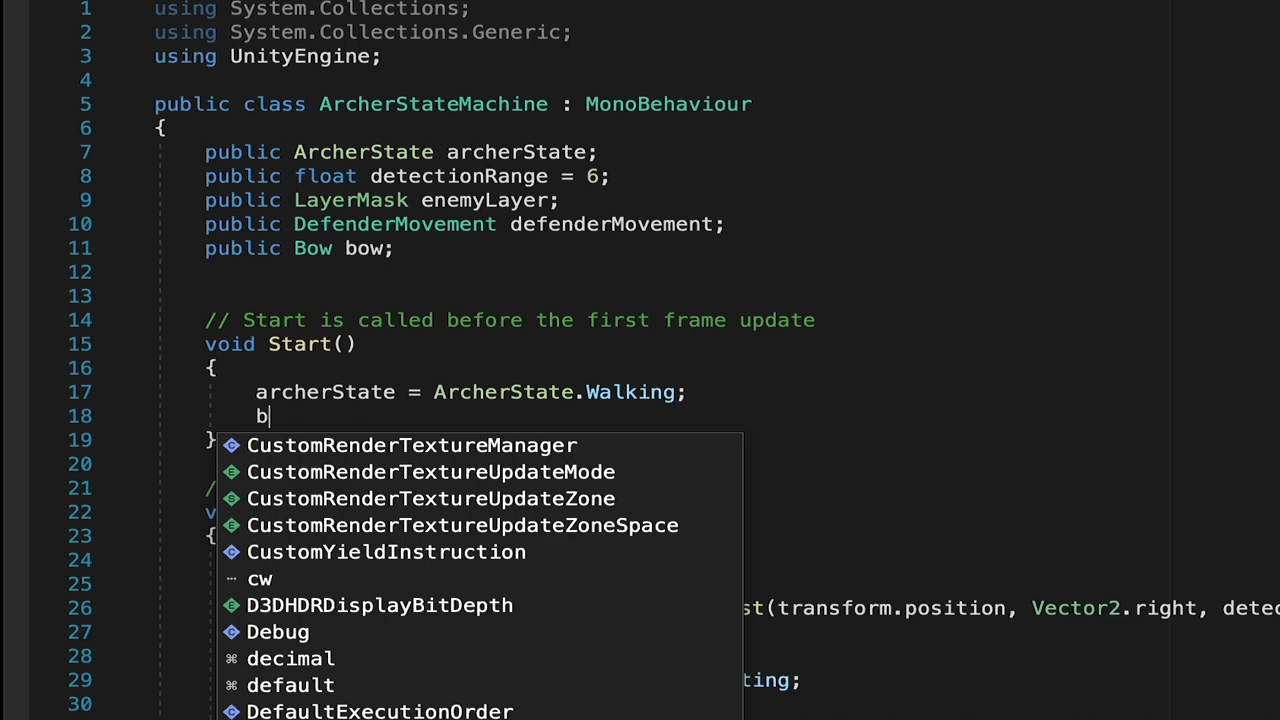 1 using System.Collections;
2 using System.Collections.Generic;
3 using UnityEngine;
4
5 public class ArcherStateMachine : MonoBehaviour
6 {
7 public ArcherState archerState;
8 public float detectionRange = 6;
9 public LayerMask enemyLayer;
10 public DefenderMovement defenderMovement;
11 public Bow bow;
12
13
14 // Start is called before the first frame update
15 void Start()
16 {
17 archerState = ArcherState.Walking;
18 b
19 }
CustomRenderTextureManager
20
CustomRenderTextureUpdateMode
21 /
CustomRenderTextureUpdateZone
22 v
CustomRenderTextureUpdateZoneSpace
23 {
CustomYieldInstruction
24
cw
25
D3DHDRDisplayBitDepth
26 st(transform.position, Vector2.right, detec
Debug
27
decimal
28
default
29 ting;
DefaultExecutionOrder
30